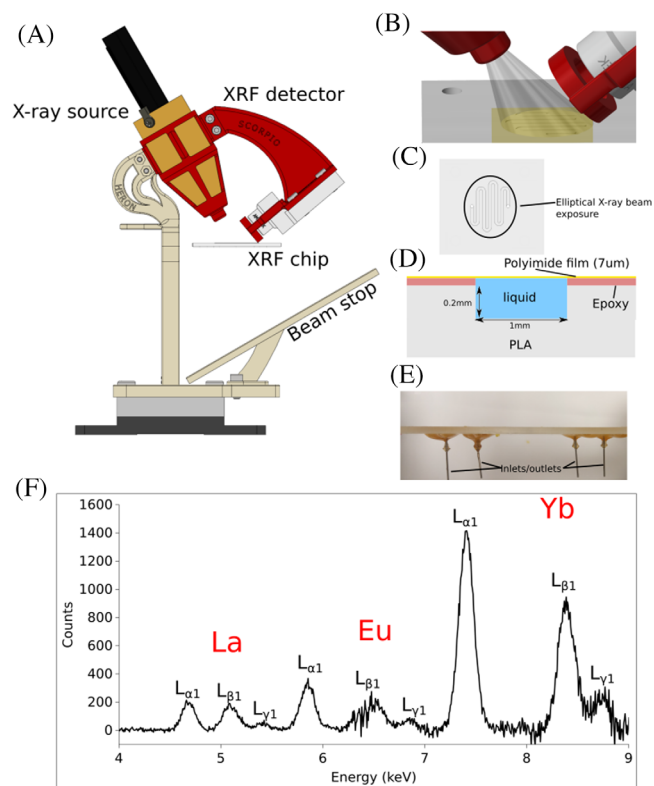 (A)
X-ray source
XRF detector
SCORPIO
HERON
XRF chip
Beam stop
(B)
(C)
Elliptical X-ray beam
exposure
(D)
Polyimide film (7um)
0.2mm
liquid
Epoxy
1mm
PLA
(E)
Inlets/outlets
(F)
1600
1400
1200
1000
800
600
400
200
0
Counts
La
Lα1
Lβ1
Lγ1
Eu
Lα1
Lβ1
Lγ1
Yb
Lα1
Lβ1
Lγ1
4 5 6 7 8 9
Energy (keV)